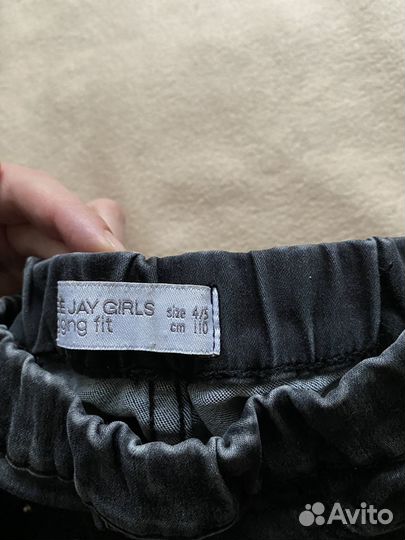 JAY GIRLS
fit
size 4/5
cm 110
Avito